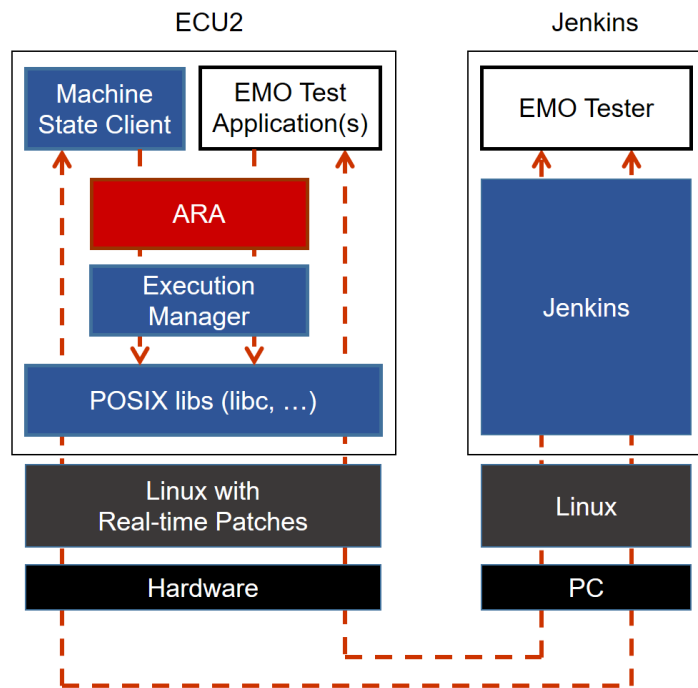 ECU2
Machine
State Client
EMO Test
Application(s)
ARA
Execution
Manager
POSIX libs (libc, …)
Linux with
Real-time Patches
Hardware
Jenkins
EMO Tester
Jenkins
Linux
PC